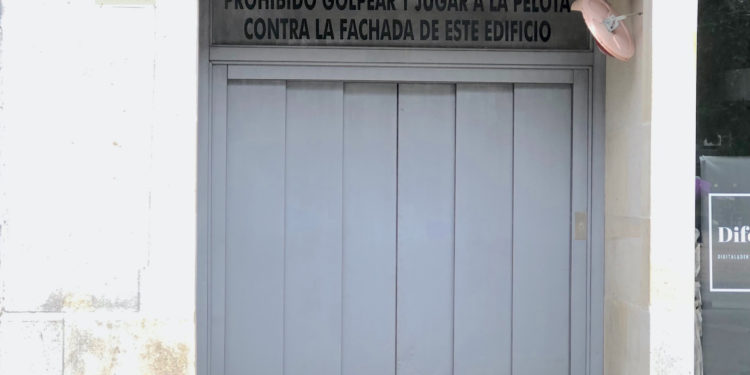 PROHIBIDO GOLPEAR Y JUGAR A LA PELOTA
CONTRA LA FACHADA DE ESTE EDIFICIO